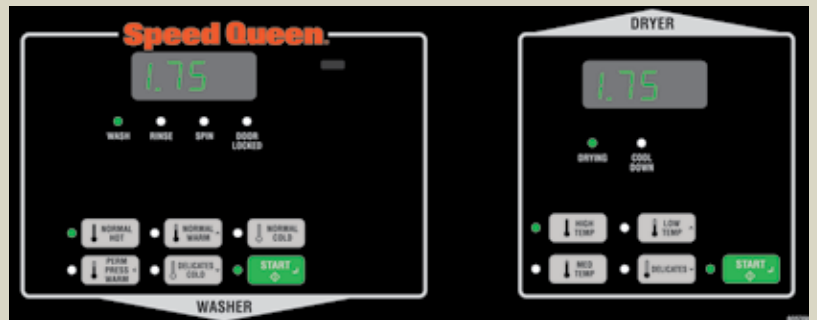 Speed Queen
1.75
WASH RINSE SPIN DOOR LOCKED
NORMAL HOT
NORMAL WARM
NORMAL COLD
PERM PRESS WARM
DELICATES COLD
START
WASHER
DRYER
1.75
DRYING COOL DOWN
HIGH TEMP
LOW TEMP
MED TEMP
DELICATES
START